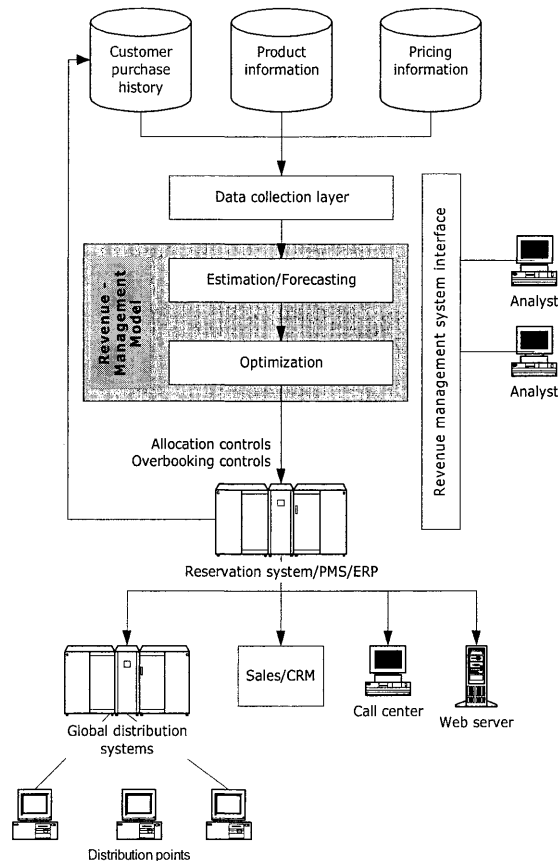 Customer
purchase
history
Product
information
Pricing
information
Data collection layer
Revenue -
Management
Model
Estimation/Forecasting
Optimization
Revenue management system interface
Analyst
Analyst
Allocation controls
Overbooking controls
Reservation system/PMS/ERP
Global distribution
systems
Sales/CRM
Call center
Web server
Distribution points